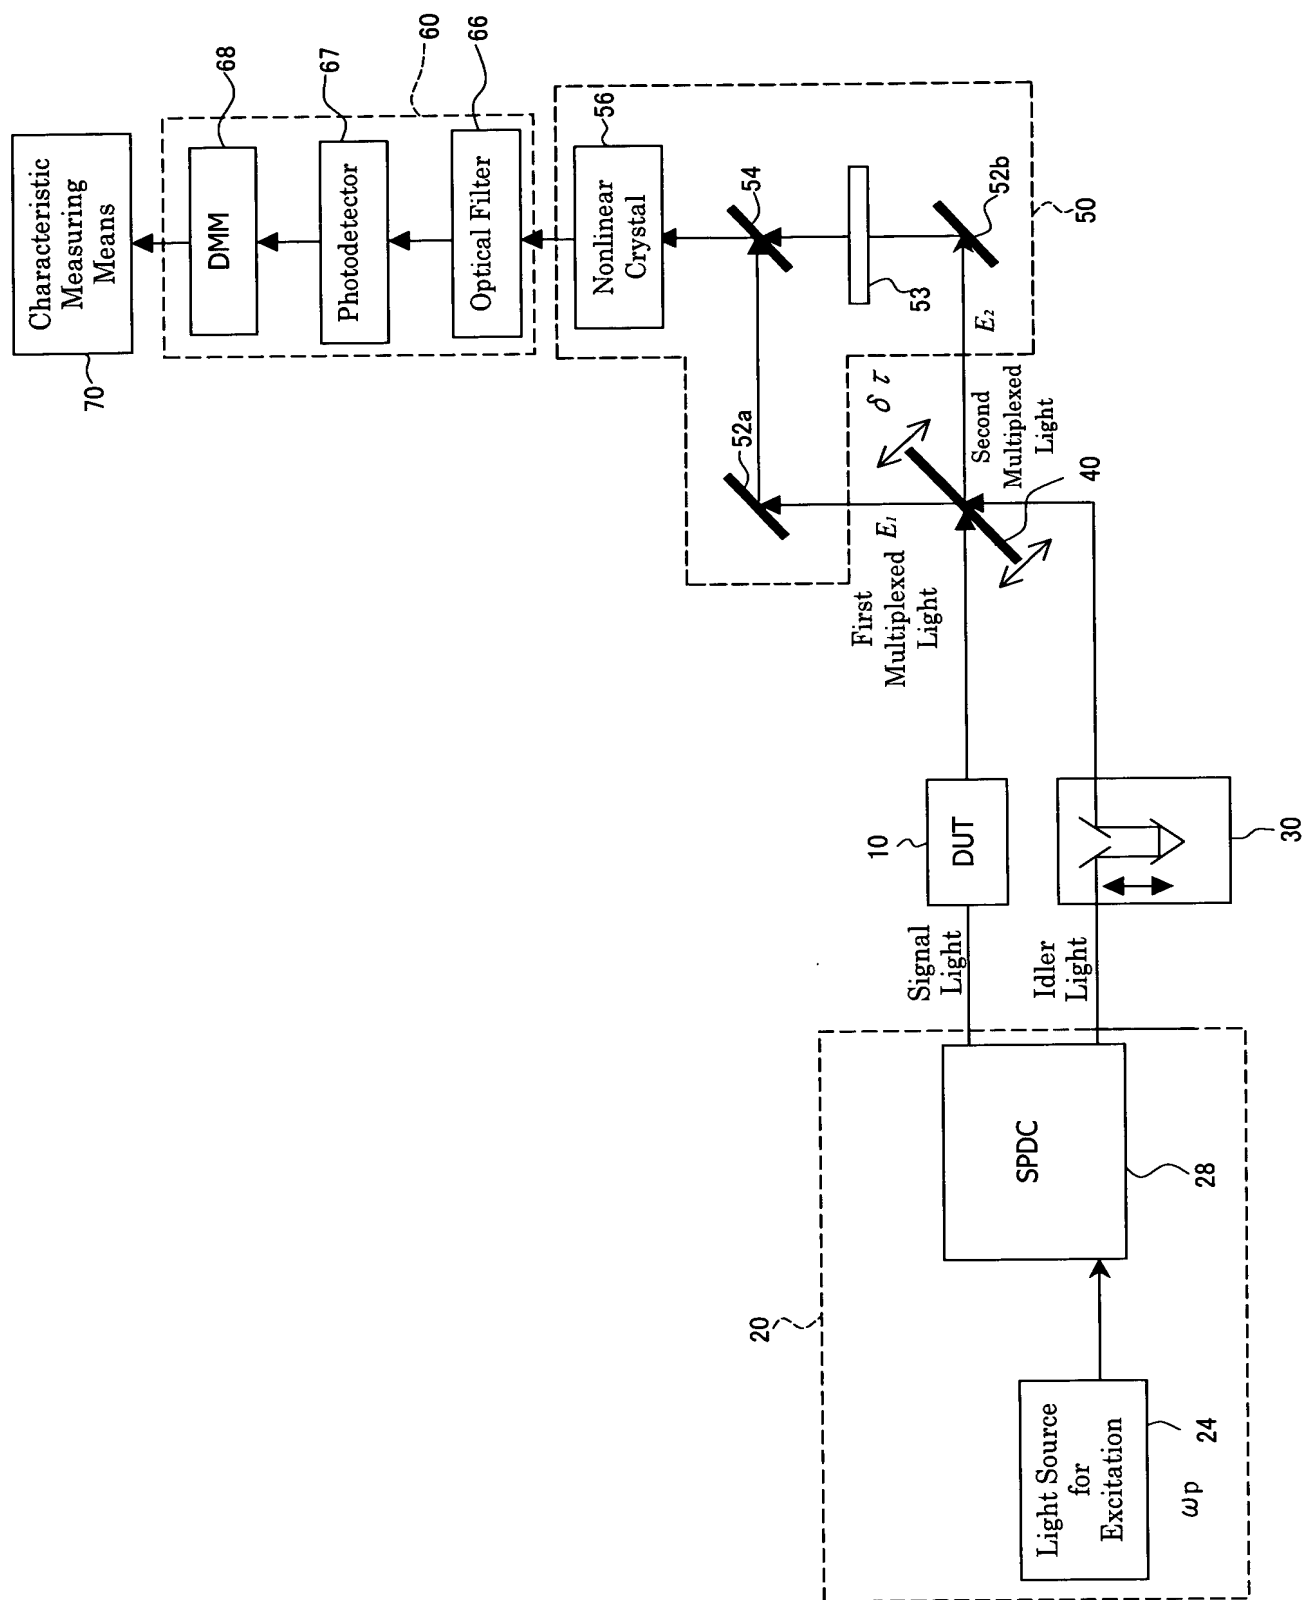 Characteristic
Measuring
Means
70
68
60
DMM
67
Photodetector
66
Optical Filter
56
Nonlinear
Crystal
54
52b
50
53
52a
E2
δ τ
Second
Multiplexed
Light
40
E1
First
Multiplexed
Light
10
DUT
30
Signal
Light
Idler
Light
SPDC
28
20
Light Source
for
Excitation
24
ωp